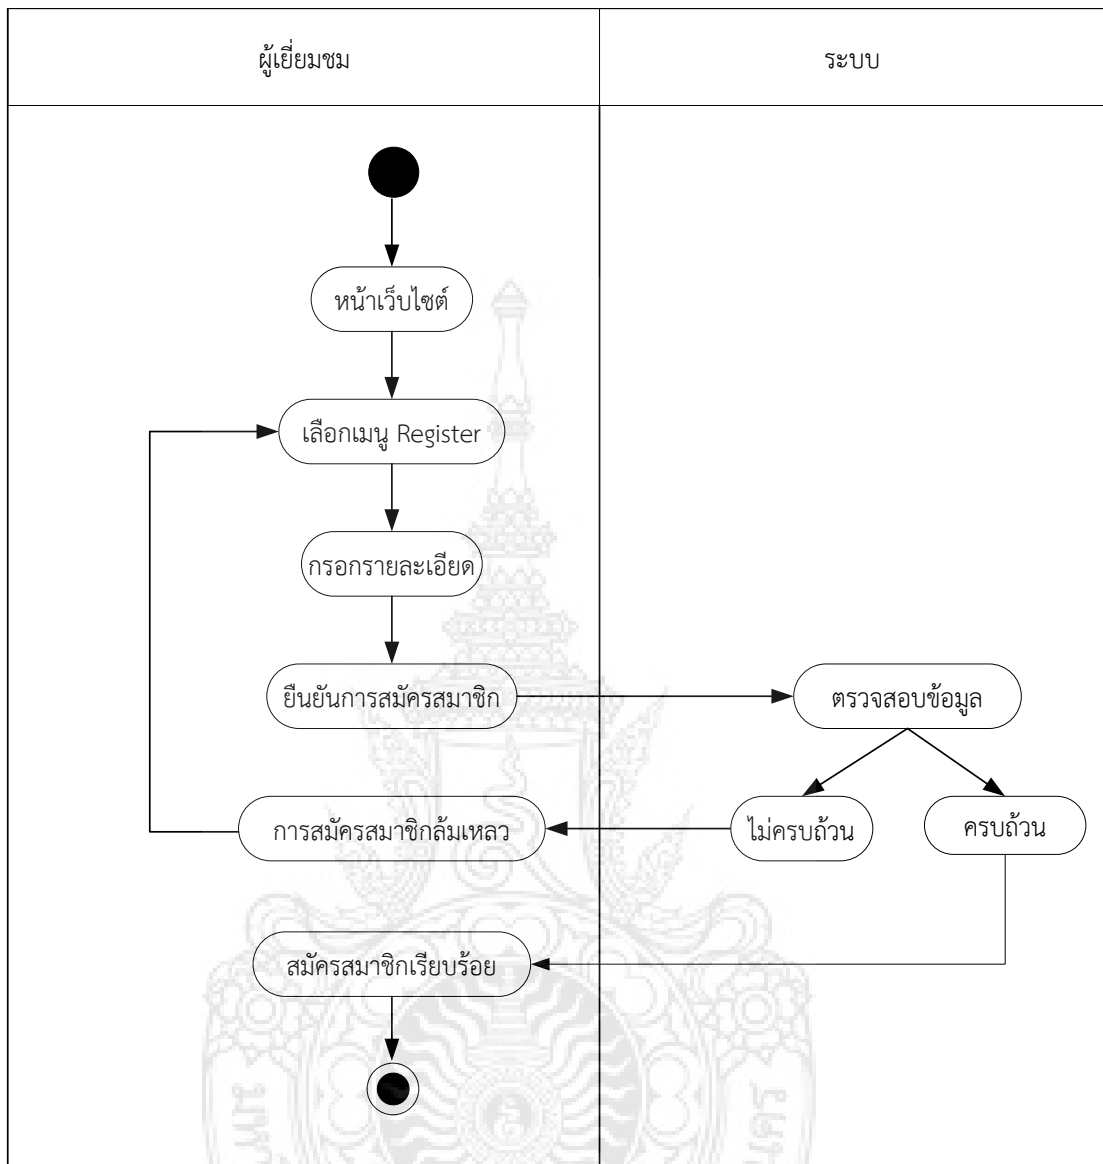 ผู้เยี่ยมชม
ระบบ
หน้าเว็บไซต์
เลือกเมนู Register
กรอกรายละเอียด
ยืนยันการสมัครสมาชิก
ตรวจสอบข้อมูล
การสมัครสมาชิกล้มเหลว
ไม่ครบถ้วน
ครบถ้วน
สมัครสมาชิกเรียบร้อย